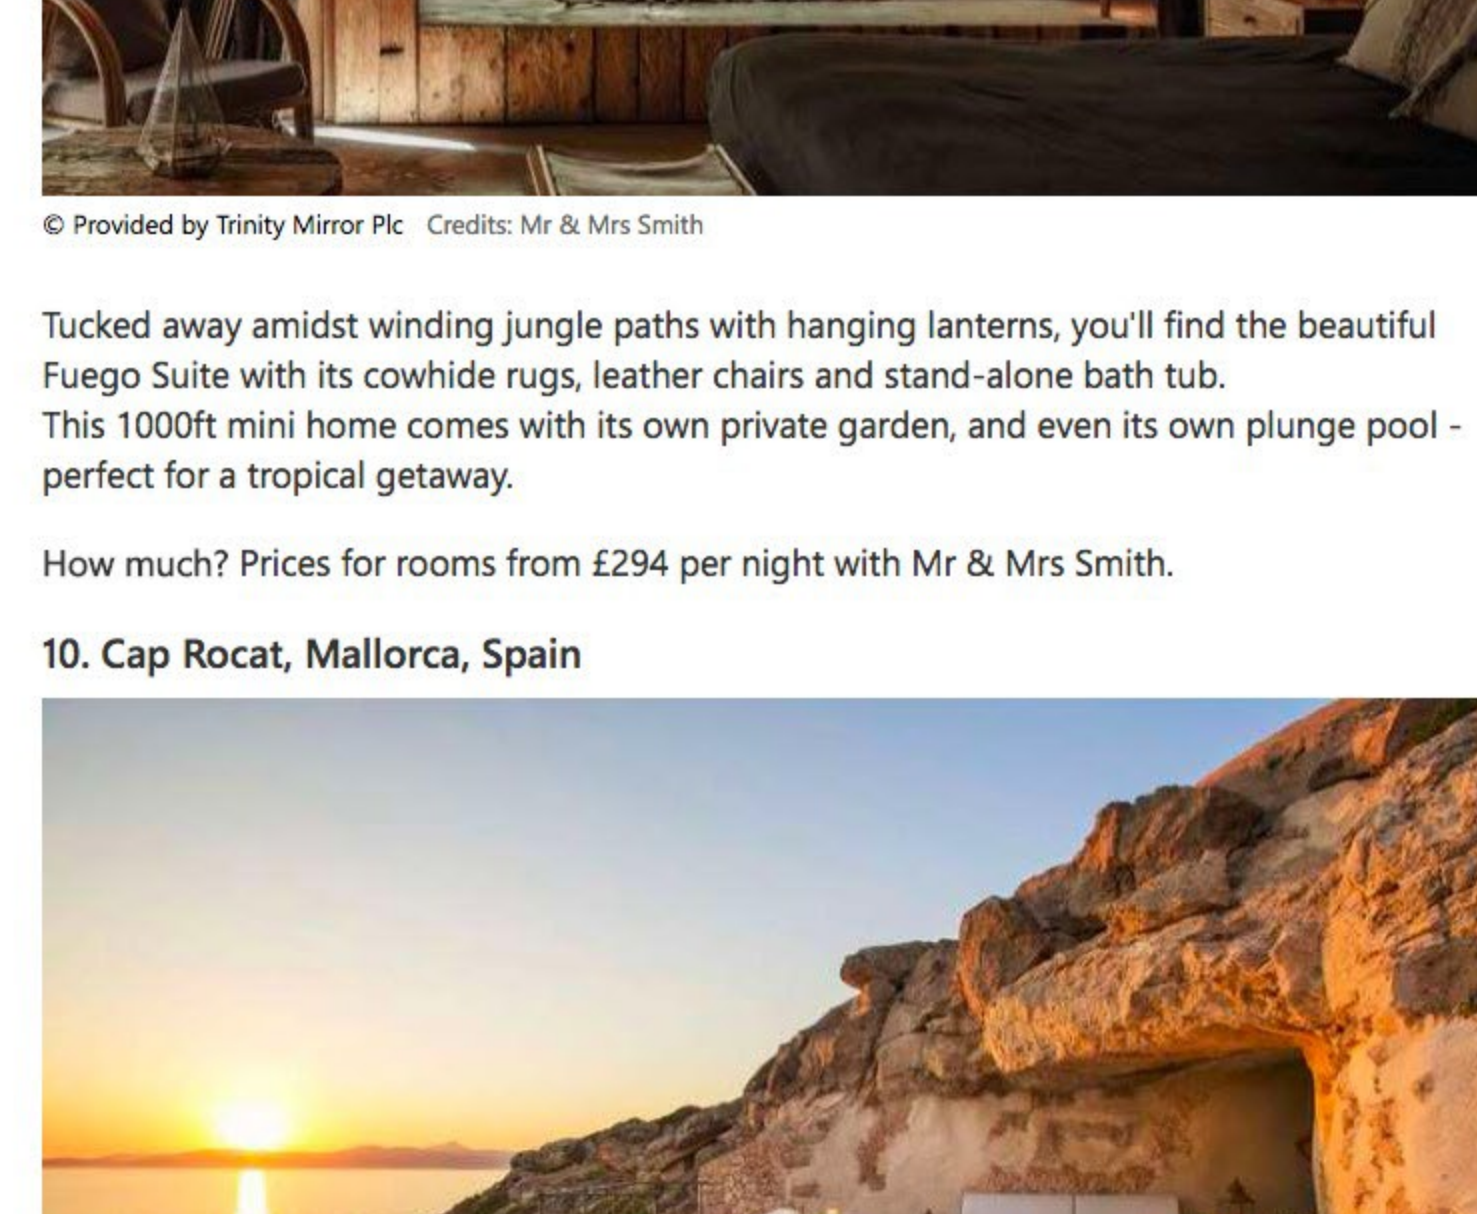 © Provided by Trinity Mirror Plc Credits: Mr & Mrs Smith
Tucked away amidst winding jungle paths with hanging lanterns, you'll find the beautiful
Fuego Suite with its cowhide rugs, leather chairs and stand-alone bath tub.
This 1000ft mini home comes with its own private garden, and even its own plunge pool -
perfect for a tropical getaway.
How much? Prices for rooms from £294 per night with Mr & Mrs Smith.
10. Cap Rocat, Mallorca, Spain